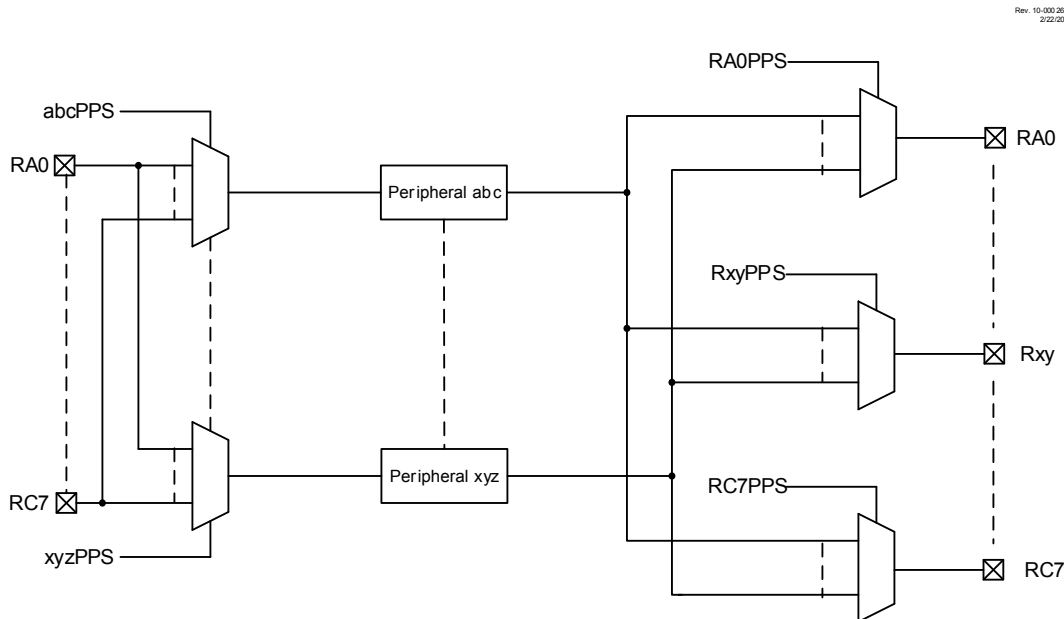 Rev. 10-000 26
2/22/20
RA0PPS
abcPPS
RA0
RA0
Peripheral abc
RxyPPS
Rxy
Peripheral xyz
RC7PPS
RC7
xyzPPS
RC7